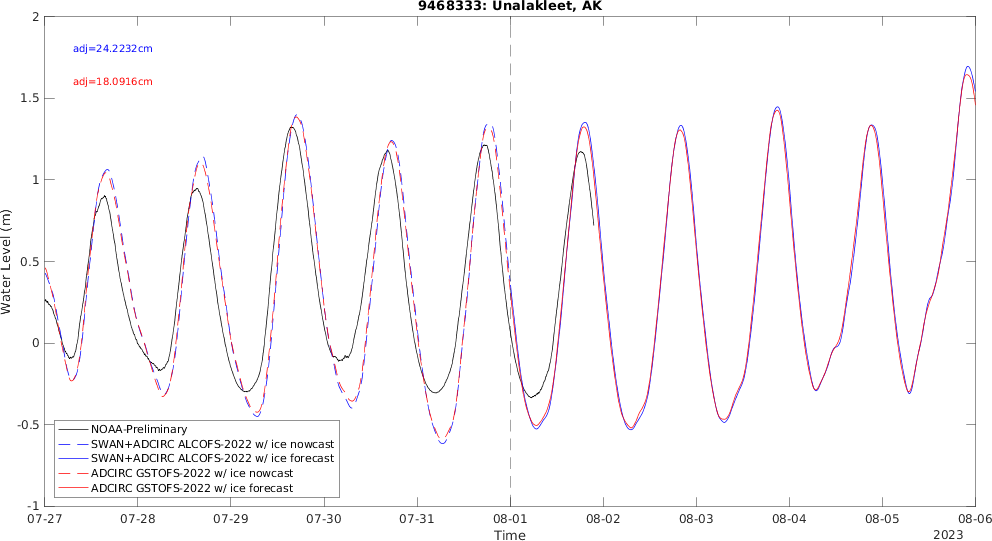 9468333: Unalakleet, AK
adj=24.2232cm
adj=18.0916cm
2
1.5
1
0.5
0
-0.5
-1
Water Level (m)
NOAA-Preliminary
SWAN+ADCIRC ALCOFS-2022 w/ ice nowcast
SWAN+ADCIRC ALCOFS-2022 w/ ice forecast
ADCIRC GSTOFS-2022 w/ ice nowcast
ADCIRC GSTOFS-2022 w/ ice forecast
07-27 07-28 07-29 07-30 07-31 08-01 08-02 08-03 08-04 08-05 08-06
Time
2023